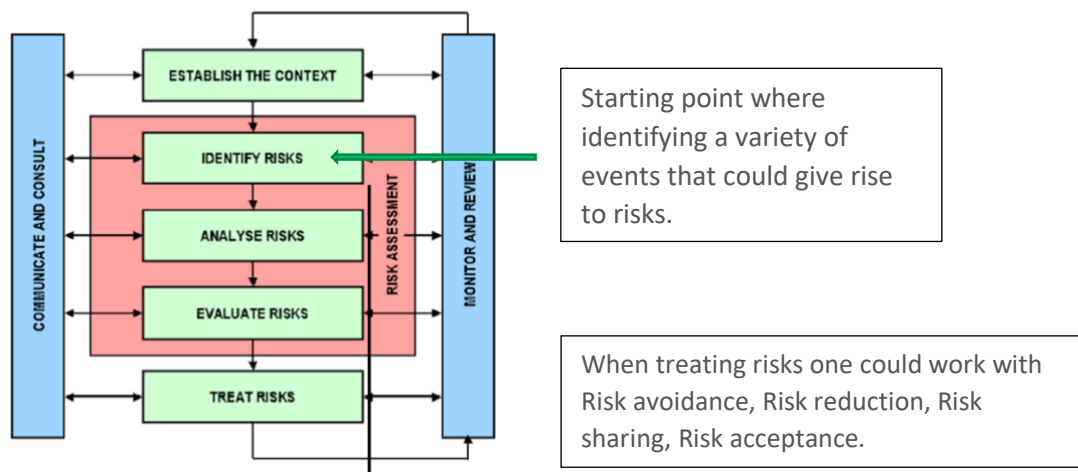 COMMUNICATE AND CONSULT
ESTABLISH THE CONTEXT
IDENTIFY RISKS
ANALYSE RISKS
EVALUATE RISKS
TREAT RISKS
RISK ASSESSMENT
MONITOR AND REVIEW
Starting point where
identifying a variety of
events that could give rise
to risks.
When treating risks one could work with
Risk avoidance, Risk reduction, Risk
sharing, Risk acceptance.